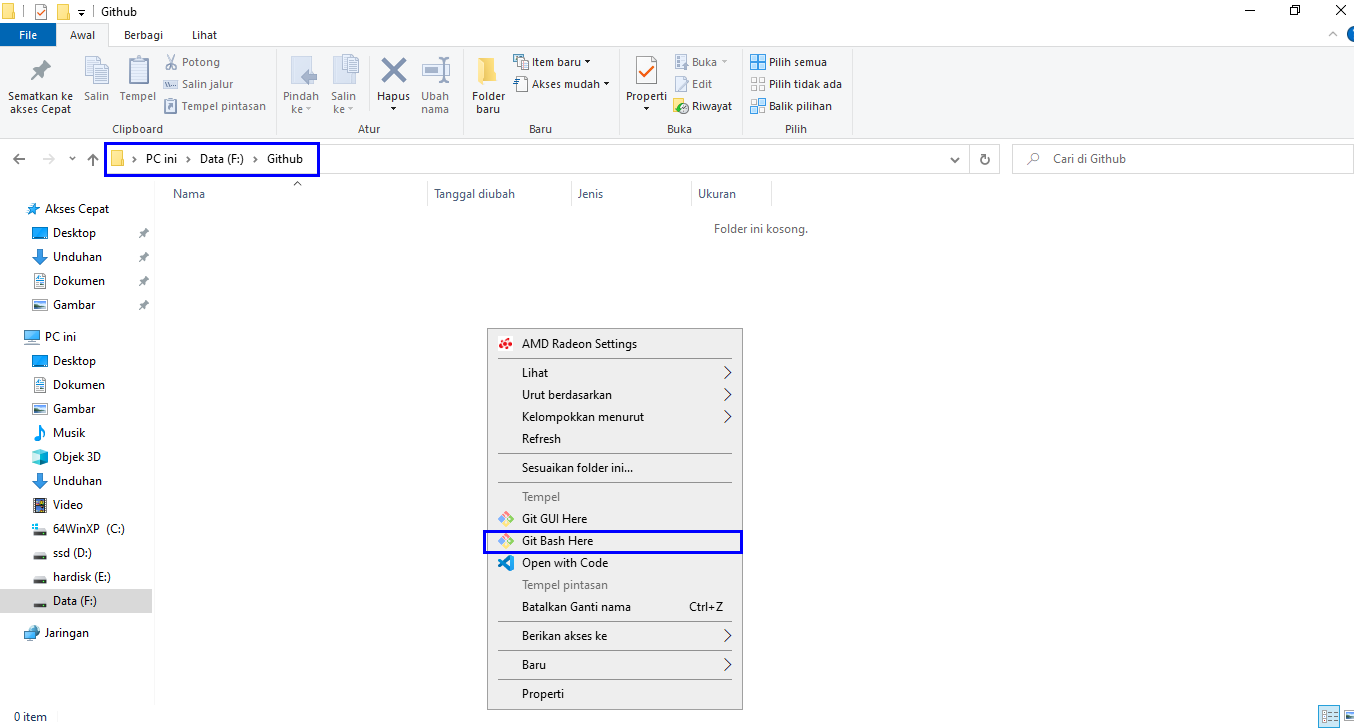 Github
File Awal Berbagi Lihat
Sematkan ke akses Cepat
Salin
Tempel
Potong
Salin jalur
Tempel pintasan
Clipboard
Pindah ke
Salin ke
Hapus
Ubah nama
Atur
Folder baru
Item baru
Akses mudah
Baru
Properti
Buka
Edit
Riwayat
Buka
Pilih semua
Pilih tidak ada
Balik pilihan
Pilih
PC ini Data (F:) Github
Cari di Github
Nama Tanggal diubah Jenis Ukuran
Folder ini kosong.
Akses Cepat
Desktop
Unduhan
Dokumen
Gambar
PC ini
Desktop
Dokumen
Gambar
Musik
Objek 3D
Unduhan
Video
64WinXP (C:)
ssd (D:)
hardisk (E:)
Data (F:)
Jaringan
AMD Radeon Settings
Lihat
Urut berdasarkan
Kelompokkan menurut
Refresh
Sesuaikan folder ini...
Tempel
Git GUI Here
Git Bash Here
Open with Code
Tempel pintasan
Batalkan Ganti nama Ctrl+Z
Berikan akses ke
Baru
Properti
0 item